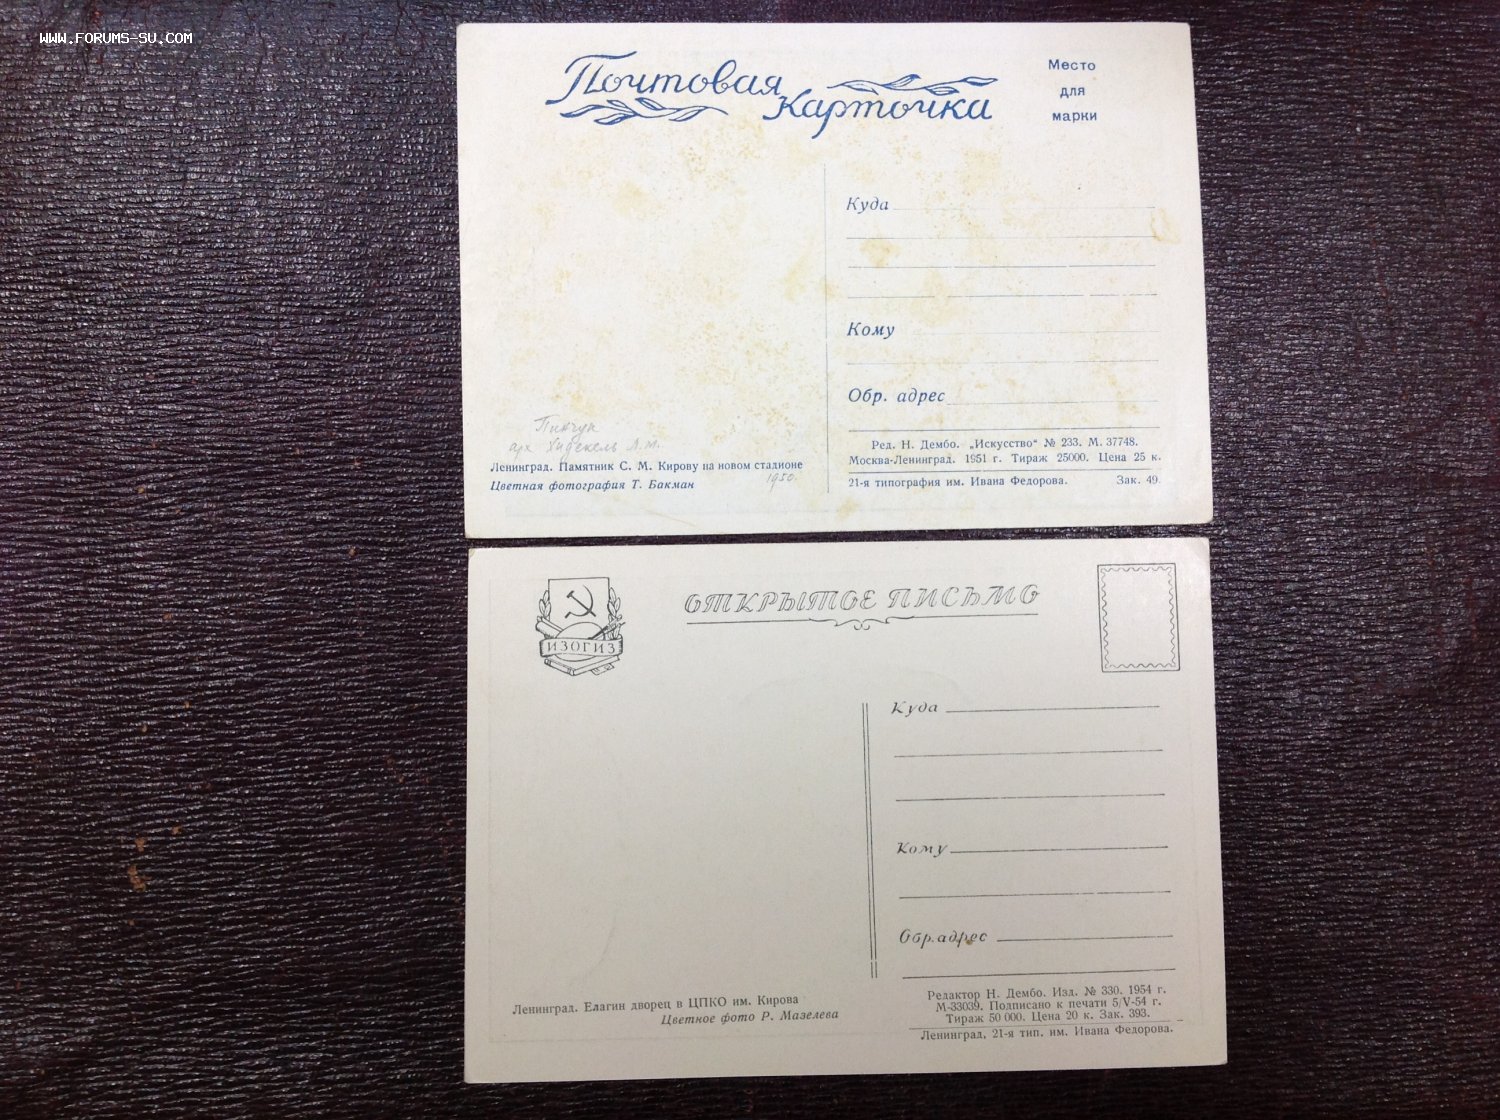 WWW.FORUMS-SU.COM
Почтовая
Карточка
Место
для
марки
Куда
Кому
Обр. адрес
Пинчук
арх Хидекель Л.М.
Ленинград. Памятник С. М. Кирову на новом стадионе
1950.
Цветная фотография Т. Бакман
Ред. Н. Дембо. „Искусство“ № 233. М. 37748.
Москва-Ленинград. 1951 г. Тираж 25000. Цена 25 к.
21-я типография им. Ивана Федорова. Зак. 49.
ИЗОГИЗ
ОТКРЫТОЕ ПИСЬМО
Куда
Кому
Обр. адрес
Ленинград. Елагин дворец в ЦПКО им. Кирова
Цветное фото Р. Мазелева
Редактор Н. Дембо. Изд. № 330. 1954 г.
М-33039. Подписано к печати 5/V-54 г.
Тираж 50 000. Цена 20 к. Зак. 393.
Ленинград, 21-я тип. им. Ивана Федорова.